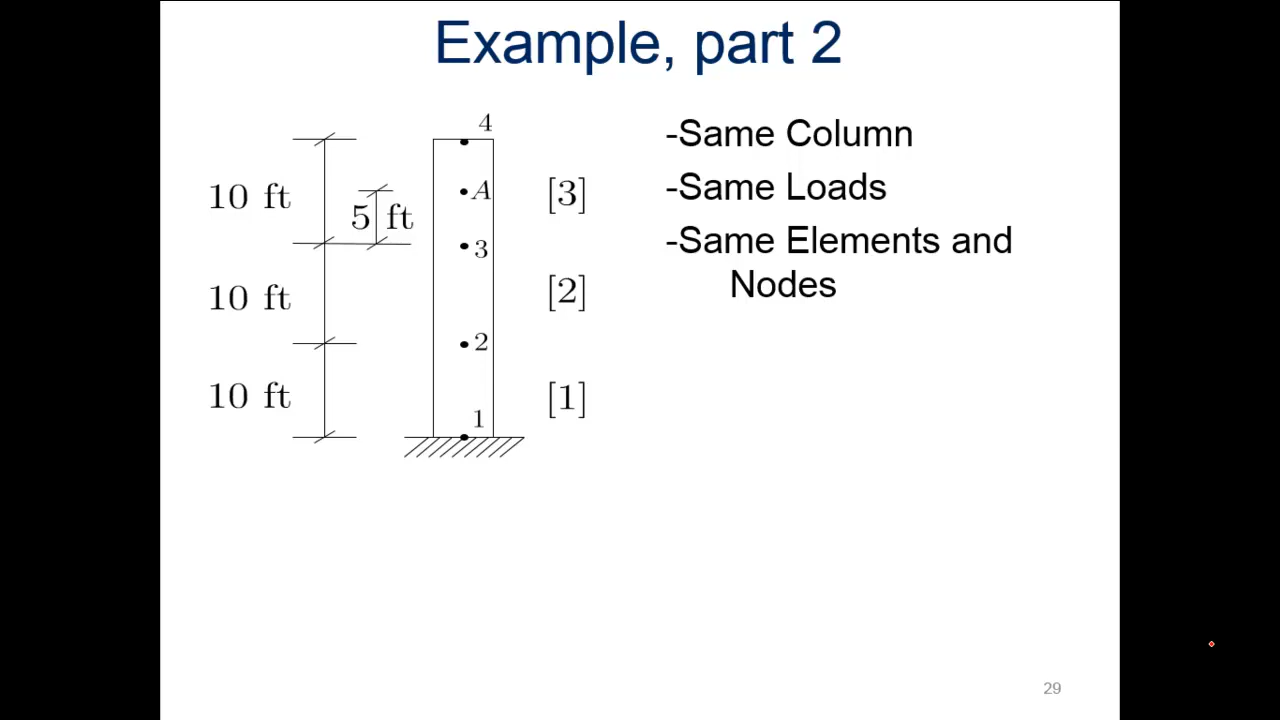 Example, part 2
4
10 ft
5 ft
A
[3]
3
10 ft
[2]
2
10 ft
[1]
1
-Same Column
-Same Loads
-Same Elements and
Nodes
29